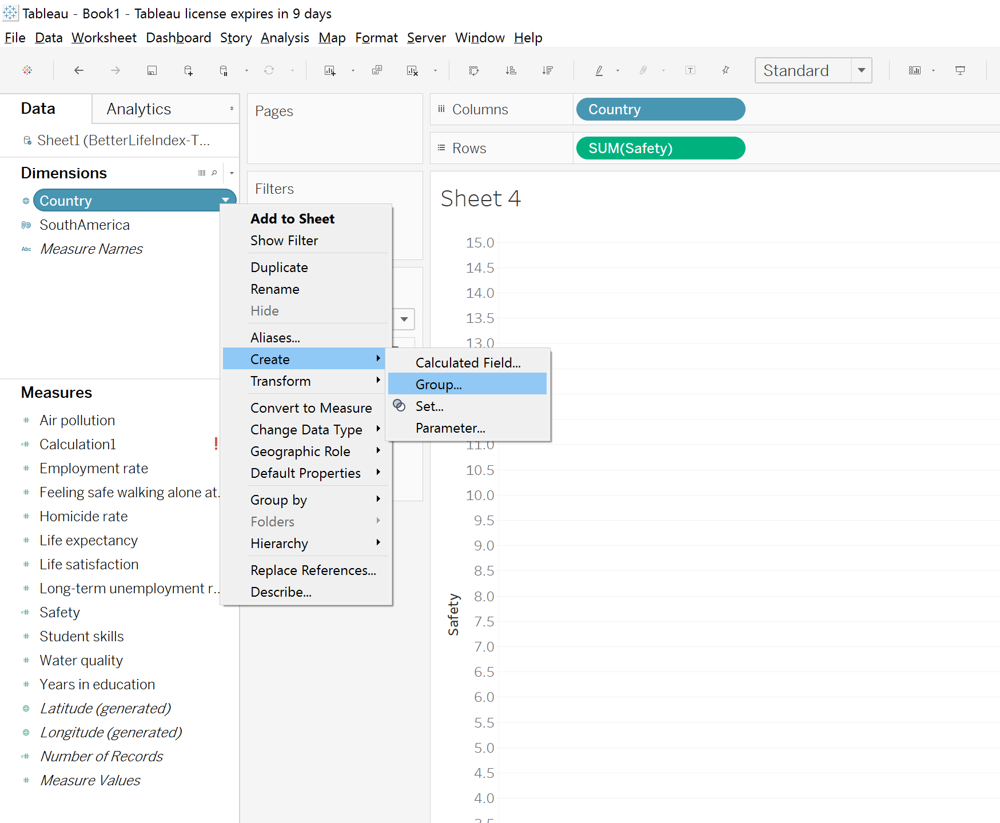 Tableau - Book1 - Tableau license expires in 9 days
File Data Worksheet Dashboard Story Analysis Map Format Server Window Help
Standard
Data Analytics
Sheet1 (BetterLifeIndex-T...
Dimensions
Country
SouthAmerica
Abc Measure Names
Measures
Air pollution
Calculation1 !
Employment rate
Feeling safe walking alone at..
Homicide rate
Life expectancy
Life satisfaction
Long-term unemployment r..
Safety
Student skills
Water quality
Years in education
Latitude (generated)
Longitude (generated)
Number of Records
Measure Values
Pages
Filters
Add to Sheet
Show Filter
Duplicate
Rename
Hide
Aliases...
Create
Transform
Convert to Measure
Change Data Type
Geographic Role
Default Properties
Group by
Folders
Hierarchy
Replace References...
Describe...
Calculated Field...
Group...
Set...
Parameter...
Columns Country
Rows SUM(Safety)
Sheet 4
Safety
15.0
14.5
14.0
13.5
13.0
11.0
10.5
10.0
9.5
9.0
8.5
8.0
7.5
7.0
6.5
6.0
5.5
5.0
4.5
4.0